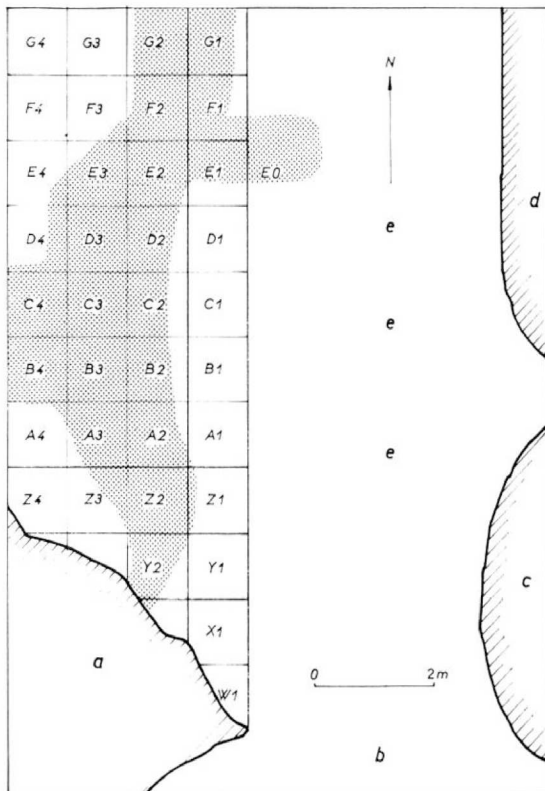 G4 G3 G2 G1
N
F4 F3 F2 F1
E4 E3 E2 E1 E0
d
e
D4 D3 D2 D1
C4 C3 C2 C1
e
B4 B3 B2 B1
A4 A3 A2 A1
e
Z4 Z3 Z2 Z1
Y2 Y1
c
X1
a
0 2m
W1
b